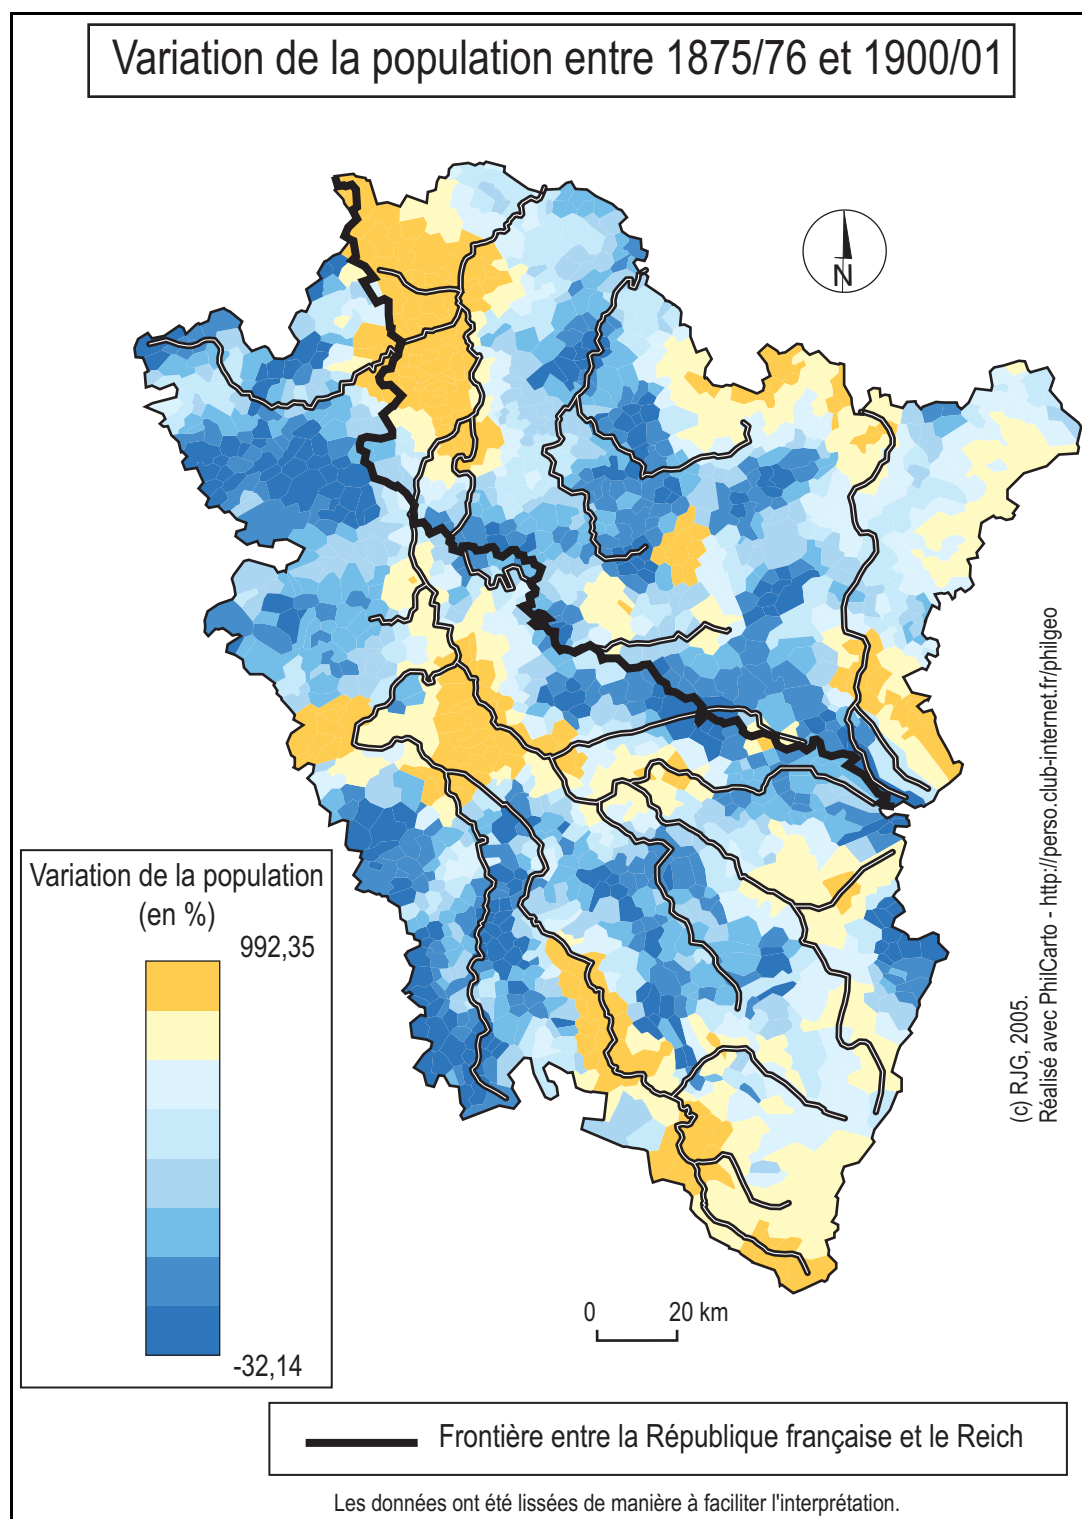 Variation de la population entre 1875/76 et 1900/01
N
Variation de la population
(en %)
992,35
-32,14
0 20 km
(c) RJG, 2005.
Réalisé avec PhilCarto - http://perso.club-internet.fr/philgeo
Frontière entre la République française et le Reich
Les données ont été lissées de manière à faciliter l'interprétation.